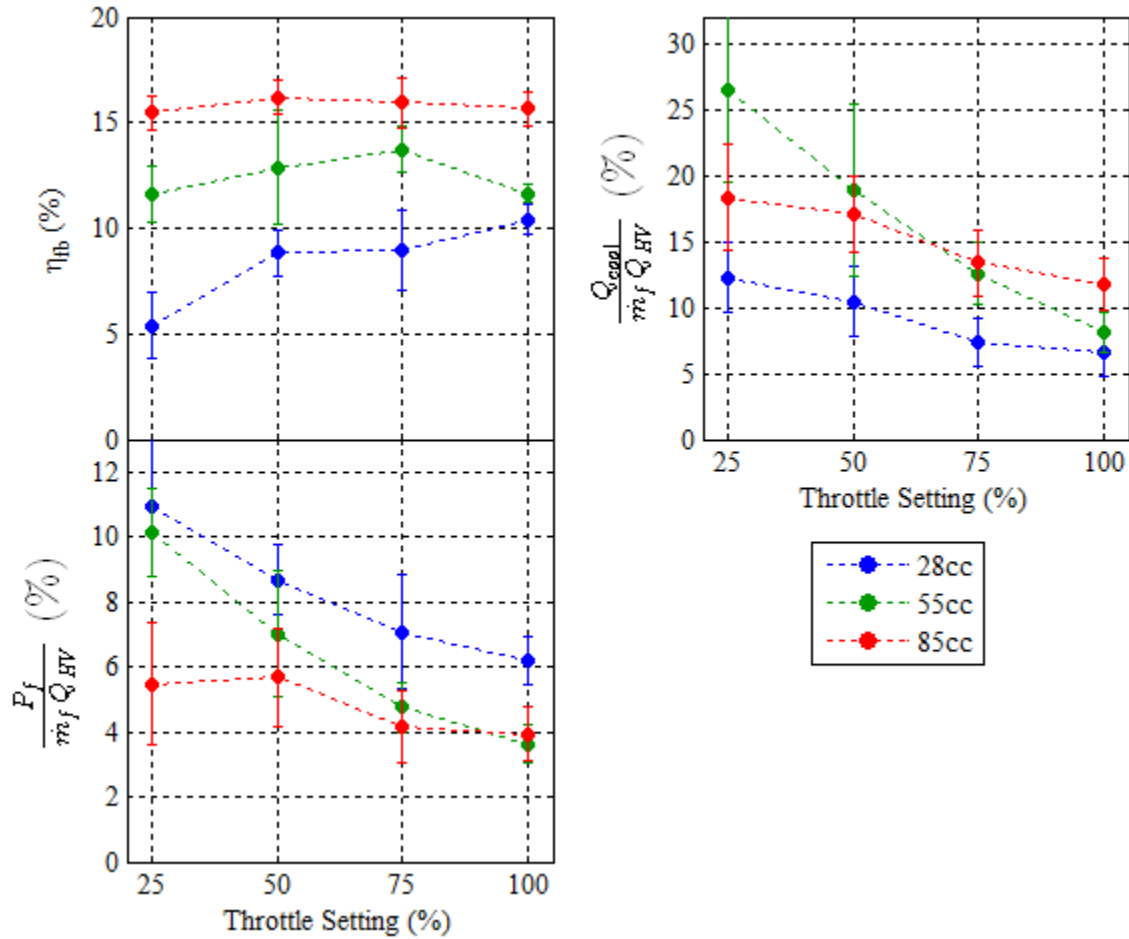 20
15
10
5
0
η_fb (%)
12
10
8
6
4
2
0
P_f / ṁ_f Q_HV (%)
25 50 75 100
Throttle Setting (%)
30
25
20
15
10
5
0
Q̇_cool / ṁ_f Q_HV (%)
25 50 75 100
Throttle Setting (%)
28cc
55cc
85cc